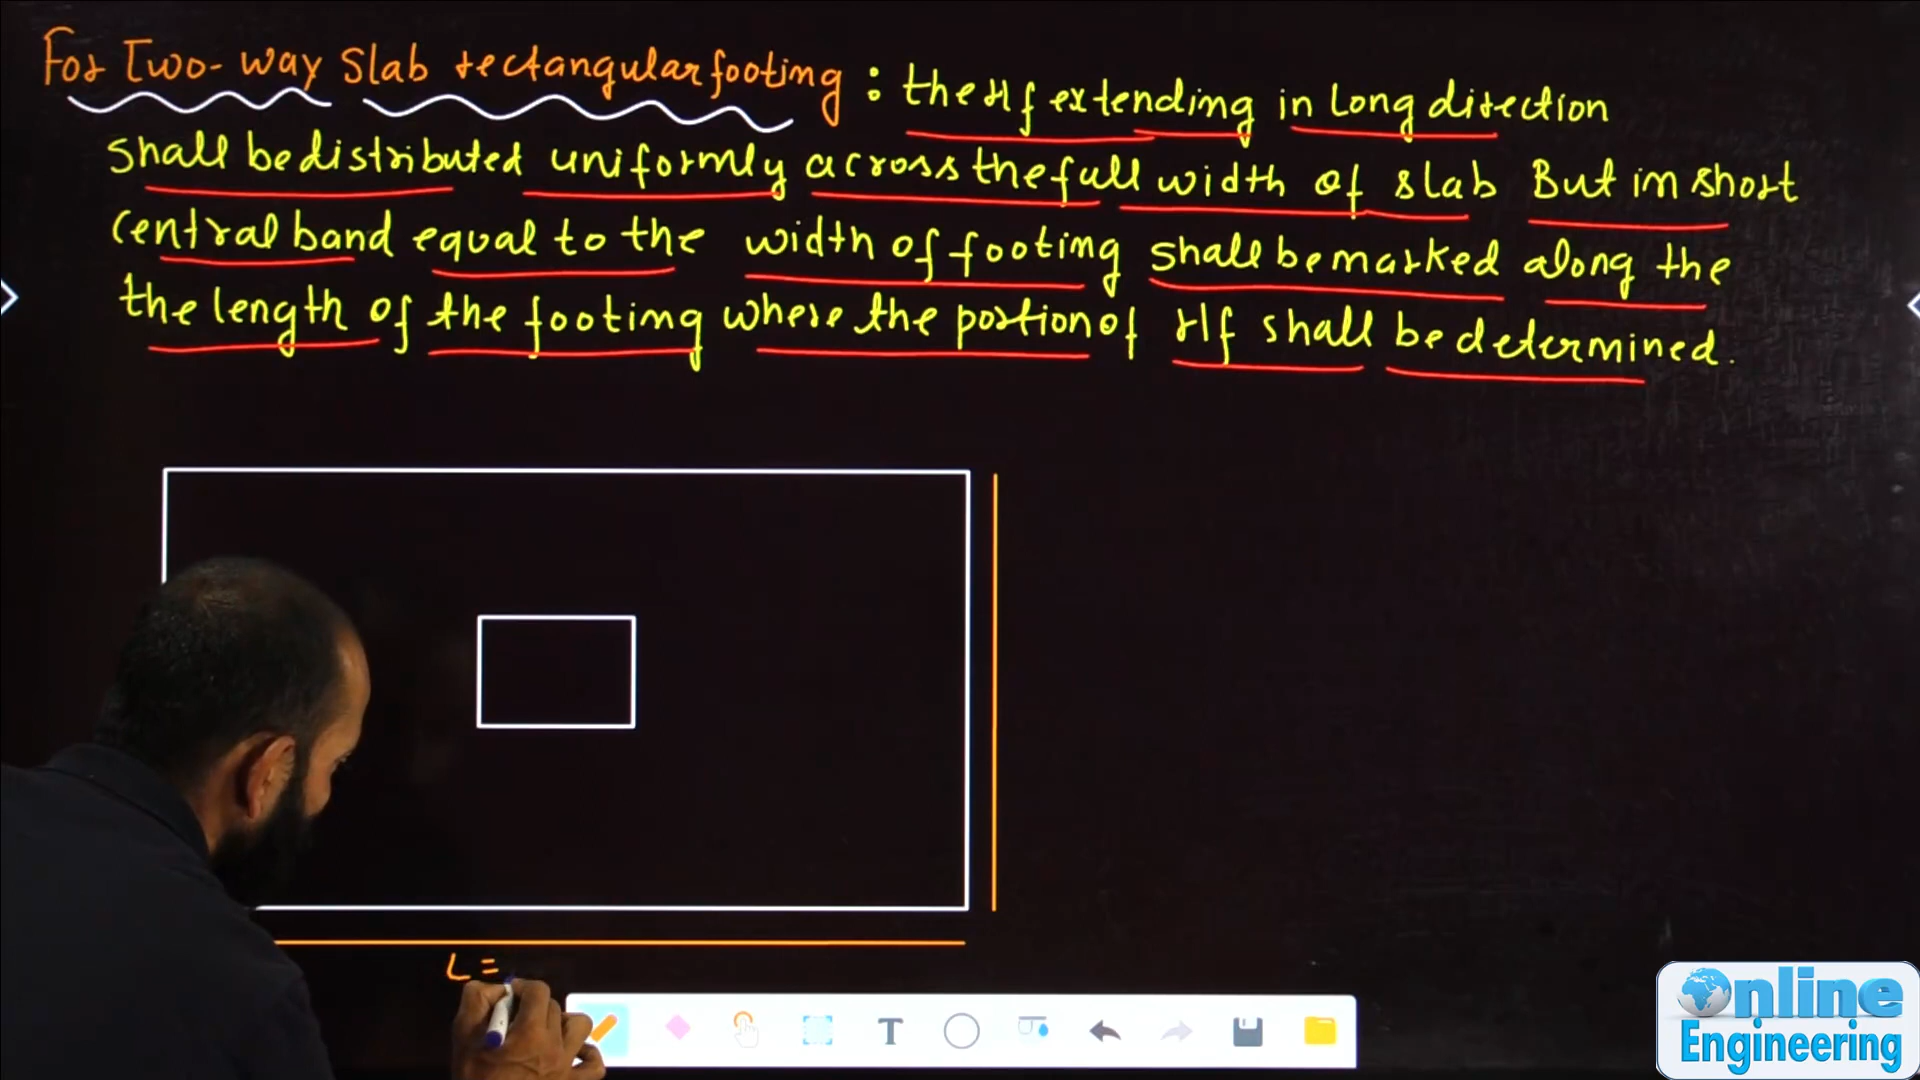 For Two-way Slab rectangular footing : the r/f extending in Long direction
Shall be distributed uniformly across the full width of slab But in short
Central band equal to the width of footing shall be marked along the
the length of the footing where the portion of r/f shall be determined.
L =
T
Online
Engineering